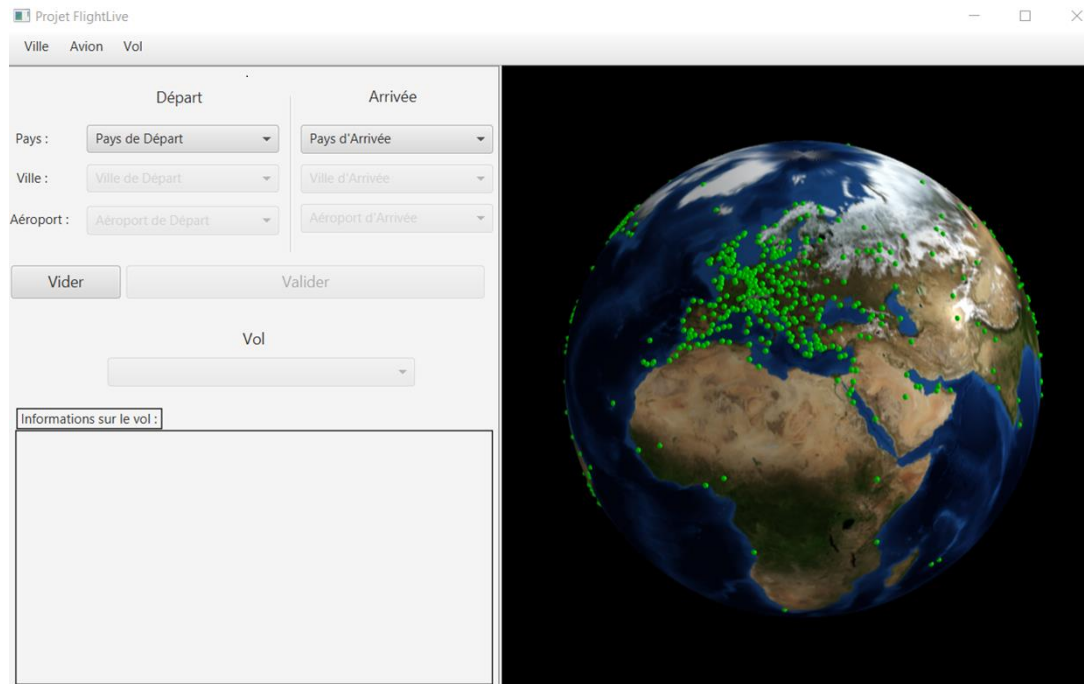 Projet FlightLive
Ville Avion Vol
Départ Arrivée
Pays : Pays de Départ Pays d'Arrivée
Ville : Ville de Départ Ville d'Arrivée
Aéroport : Aéroport de Départ Aéroport d'Arrivée
Vider Valider
Vol
Informations sur le vol :